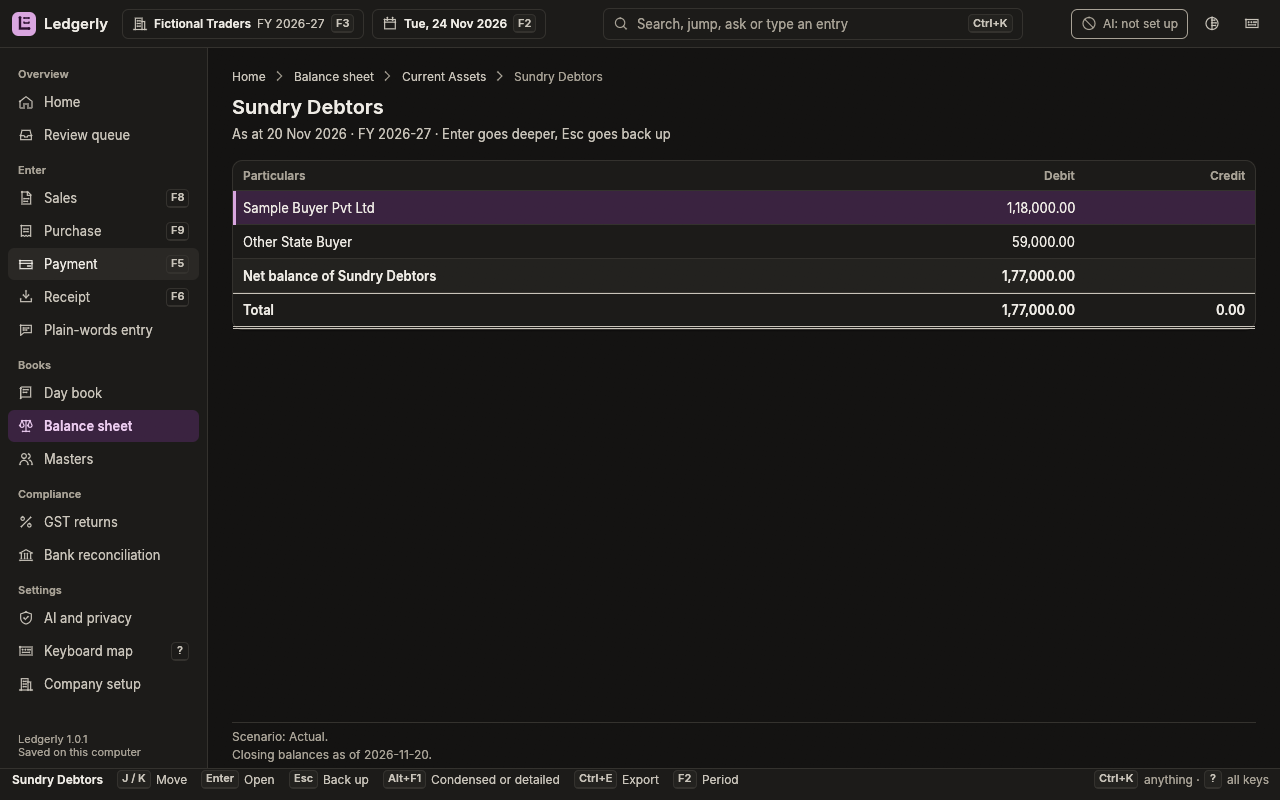 Ledgerly
Fictional Traders FY 2026-27 F3
Tue, 24 Nov 2026 F2
Search, jump, ask or type an entry Ctrl+K
AI: not set up
Overview
Home
Review queue
Enter
Sales F8
Purchase F9
Payment F5
Receipt F6
Plain-words entry
Books
Day book
Balance sheet
Masters
Compliance
GST returns
Bank reconciliation
Settings
AI and privacy
Keyboard map ?
Company setup
Ledgerly 1.0.1
Saved on this computer
Home Balance sheet Current Assets Sundry Debtors
Sundry Debtors
As at 20 Nov 2026 · FY 2026-27 · Enter goes deeper, Esc goes back up
Particulars Debit Credit
Sample Buyer Pvt Ltd 1,18,000.00
Other State Buyer 59,000.00
Net balance of Sundry Debtors 1,77,000.00
Total 1,77,000.00 0.00
Scenario: Actual.
Closing balances as of 2026-11-20.
Sundry Debtors J / K Move Enter Open Esc Back up Alt+F1 Condensed or detailed Ctrl+E Export F2 Period Ctrl+K anything · ? all keys